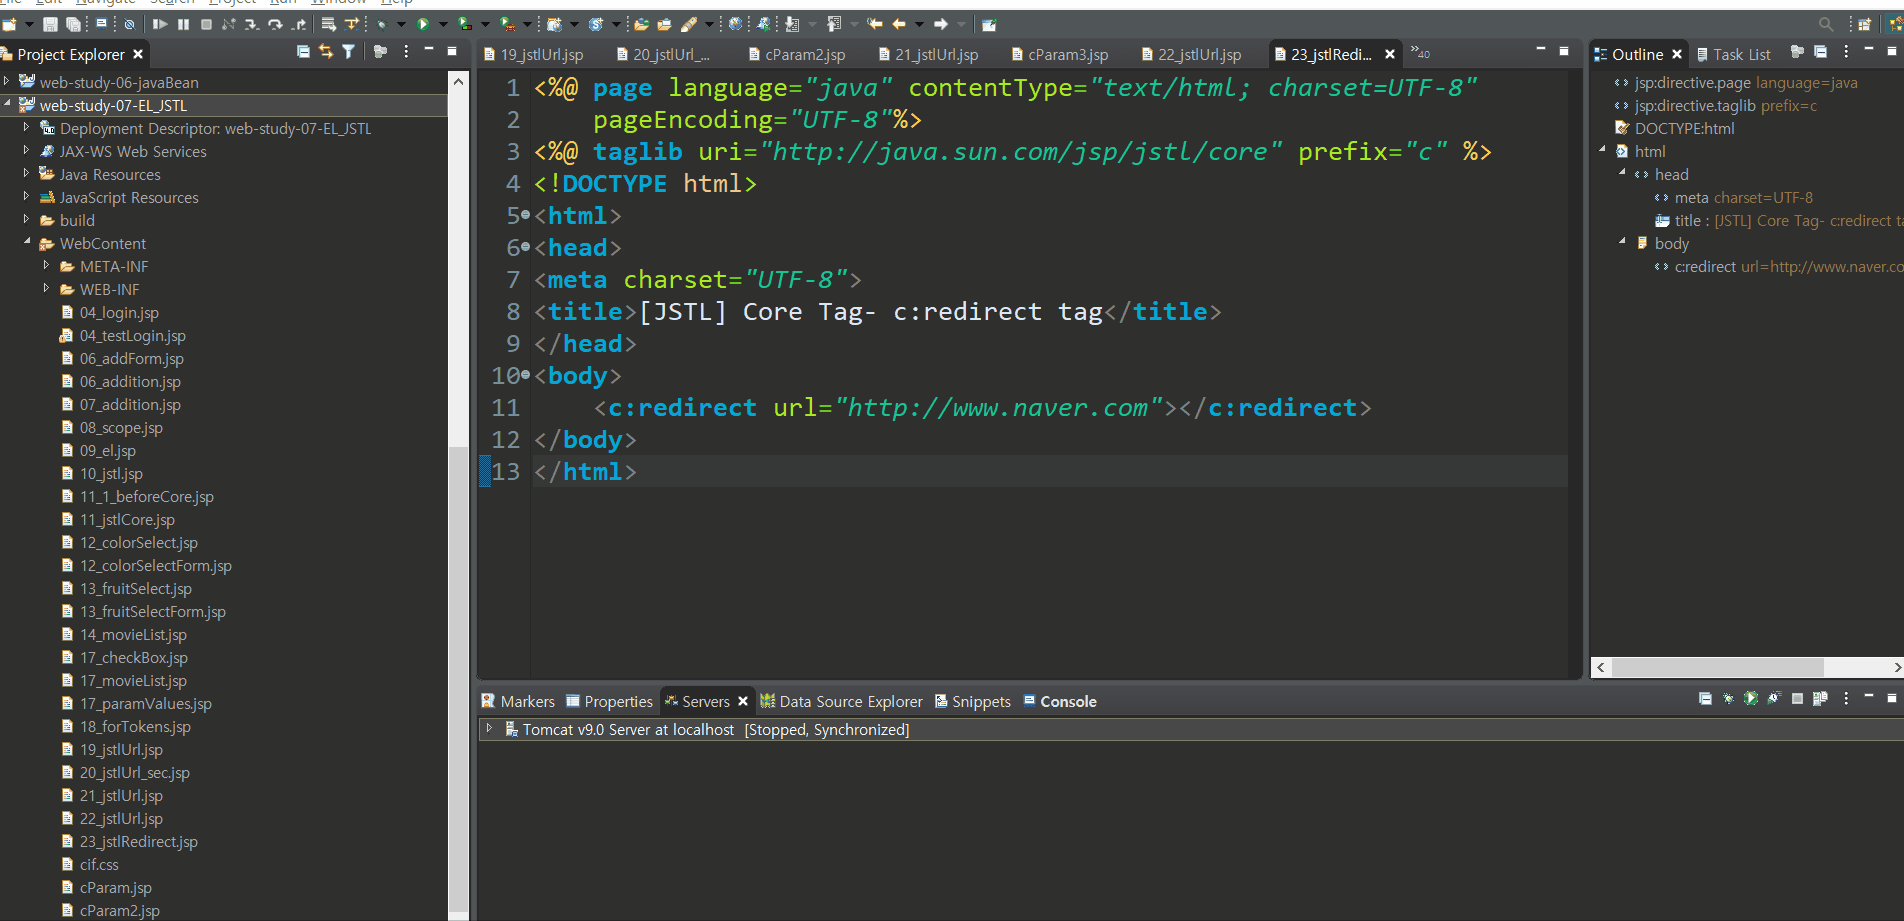 File Edit Navigate Search Project Run Window Help
Project Explorer
web-study-06-javaBean
web-study-07-EL_JSTL
Deployment Descriptor: web-study-07-EL_JSTL
JAX-WS Web Services
Java Resources
JavaScript Resources
build
WebContent
META-INF
WEB-INF
04_login.jsp
04_testLogin.jsp
06_addForm.jsp
06_addition.jsp
07_addition.jsp
08_scope.jsp
09_el.jsp
10_jstl.jsp
11_1_beforeCore.jsp
11_jstlCore.jsp
12_colorSelect.jsp
12_colorSelectForm.jsp
13_fruitSelect.jsp
13_fruitSelectForm.jsp
14_movieList.jsp
17_checkBox.jsp
17_movieList.jsp
17_paramValues.jsp
18_forTokens.jsp
19_jstlUrl.jsp
20_jstlUrl_sec.jsp
21_jstlUrl.jsp
22_jstlUrl.jsp
23_jstlRedirect.jsp
cif.css
cParam.jsp
cParam2.jsp
19_jstlUrl.jsp 20_jstlUrl_... cParam2.jsp 21_jstlUrl.jsp cParam3.jsp 22_jstlUrl.jsp 23_jstlRedi... »40
1 <%@ page language="java" contentType="text/html; charset=UTF-8"
2 pageEncoding="UTF-8"%>
3 <%@ taglib uri="http://java.sun.com/jsp/jstl/core" prefix="c" %>
4 <!DOCTYPE html>
5 <html>
6 <head>
7 <meta charset="UTF-8">
8 <title>[JSTL] Core Tag- c:redirect tag</title>
9 </head>
10 <body>
11 <c:redirect url="http://www.naver.com"></c:redirect>
12 </body>
13 </html>
Markers Properties Servers Data Source Explorer Snippets Console
Tomcat v9.0 Server at localhost [Stopped, Synchronized]
Outline Task List
jsp:directive.page language=java
jsp:directive.taglib prefix=c
DOCTYPE:html
html
head
meta charset=UTF-8
title : [JSTL] Core Tag- c:redirect ta
body
c:redirect url=http://www.naver.co